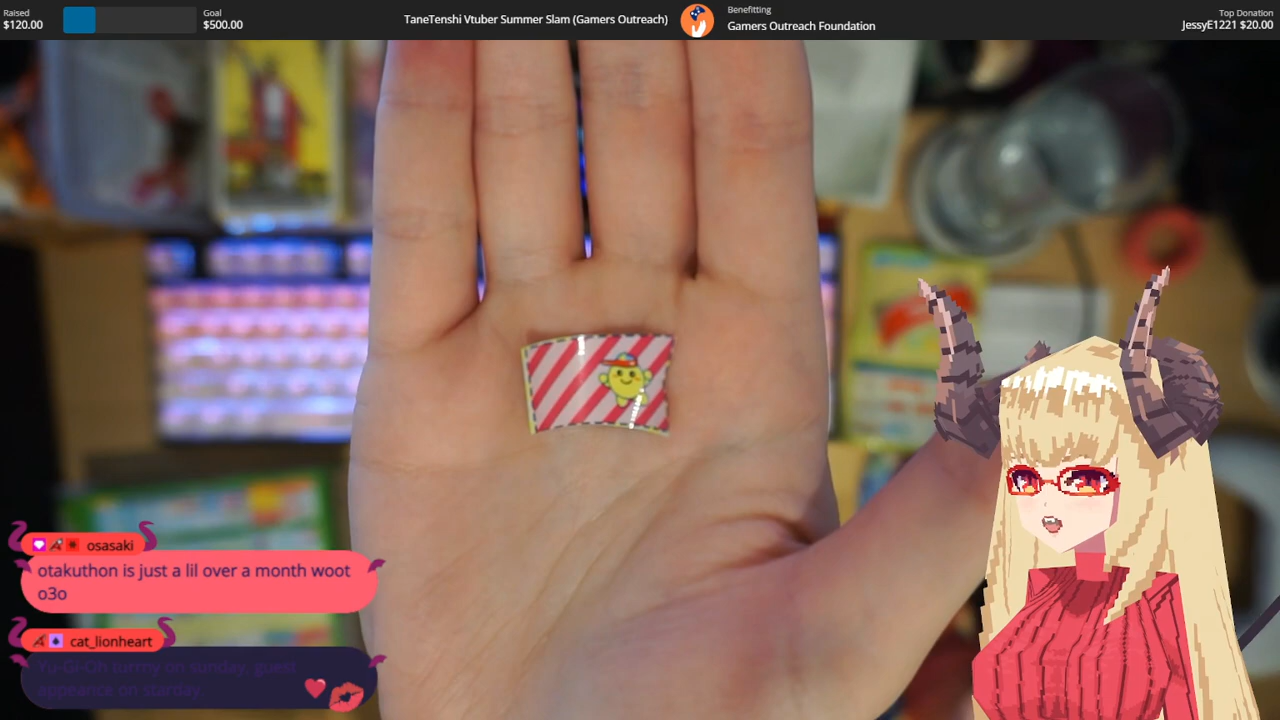 Raised
$120.00
Goal
$500.00
TaneTenshi Vtuber Summer Slam (Gamers Outreach)
Benefitting
Gamers Outreach Foundation
Top Donation
JessyE1221 $20.00
osasaki
otakuthon is just a lil over a month woot
o3o
cat_lionheart
Yu-Gi-Oh turrny on sunday, guest
appearance on starday